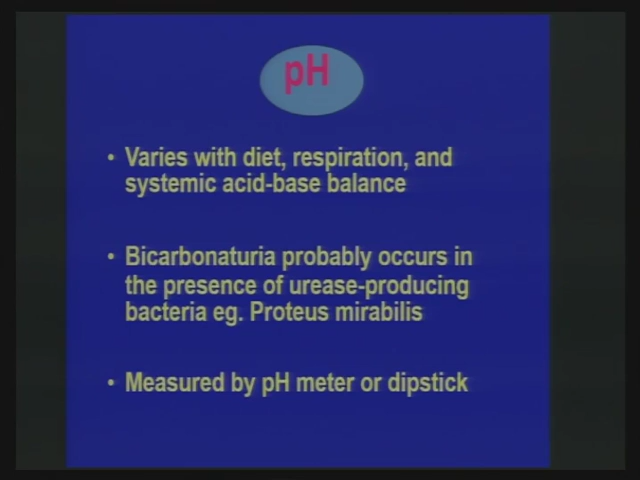 pH
• Varies with diet, respiration, and
systemic acid-base balance
• Bicarbonaturia probably occurs in
the presence of urease-producing
bacteria eg. Proteus mirabilis
• Measured by pH meter or dipstick